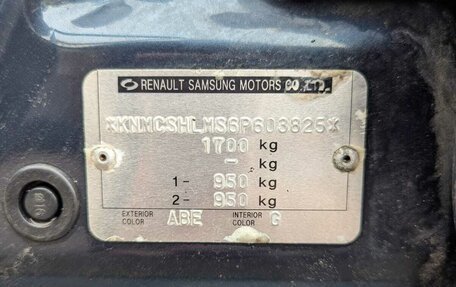 RENAULT SAMSUNG MOTORS CO.,LTD.
*KNMCSHLMS6P603825*
1700 kg
- kg
1- 950 kg
2- 950 kg
EXTERIOR COLOR ABE INTERIOR COLOR G